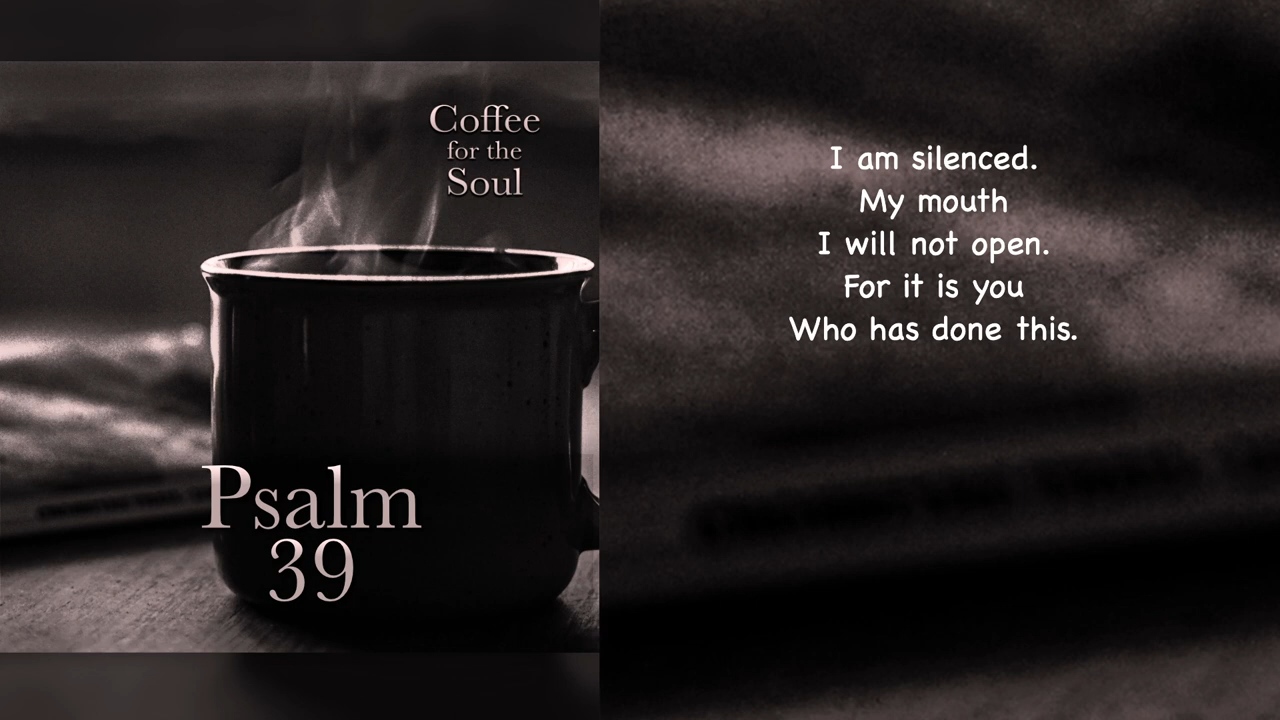 Coffee
for the
Soul
Psalm
39
I am silenced.
My mouth
I will not open.
For it is you
Who has done this.